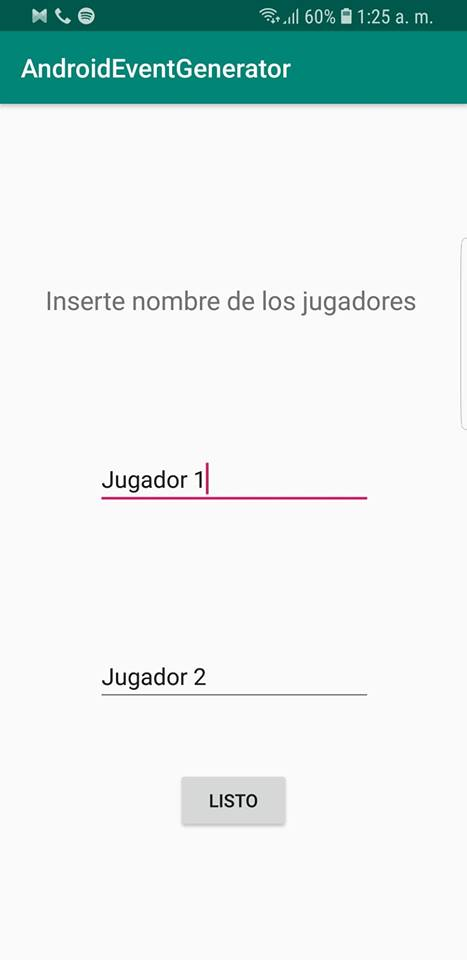 60% 1:25 a. m.
AndroidEventGenerator
Inserte nombre de los jugadores
Jugador 1
Jugador 2
LISTO